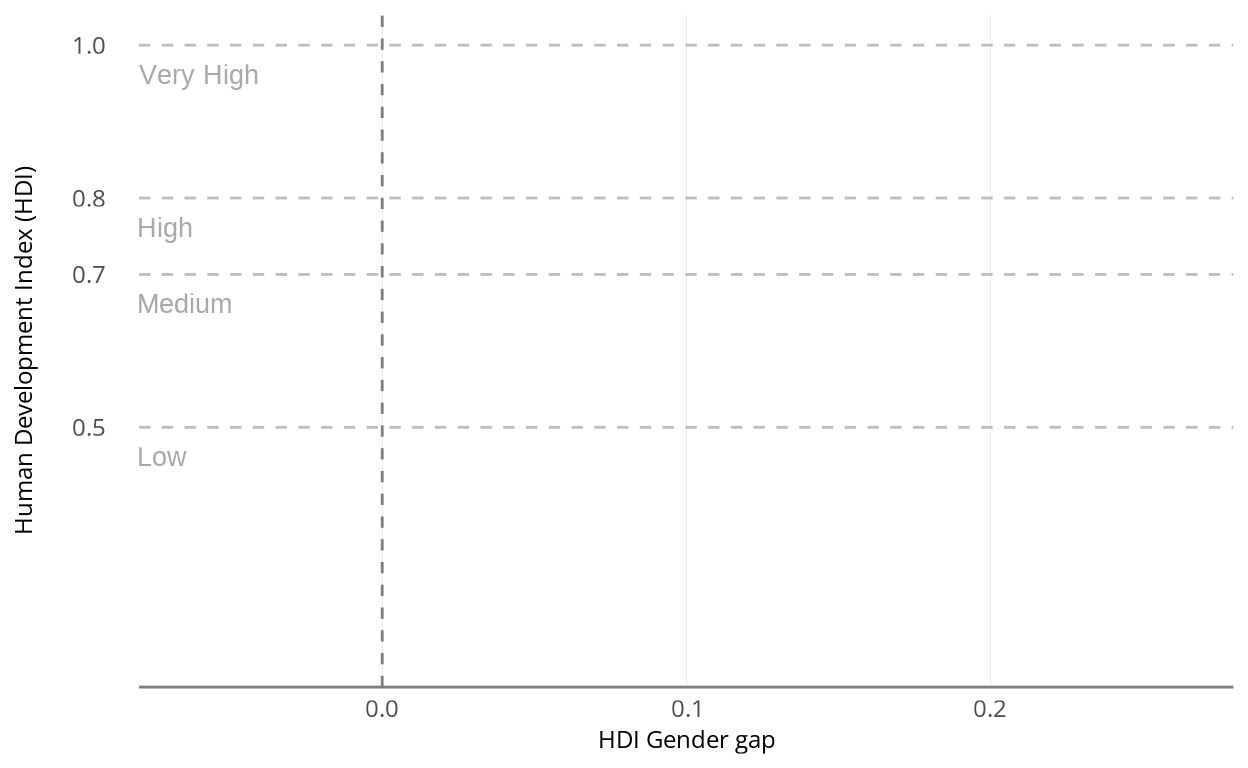 1.0
Very High
0.8
High
0.7
Medium
0.5
Low
Human Development Index (HDI)
0.0
0.1
0.2
HDI Gender gap